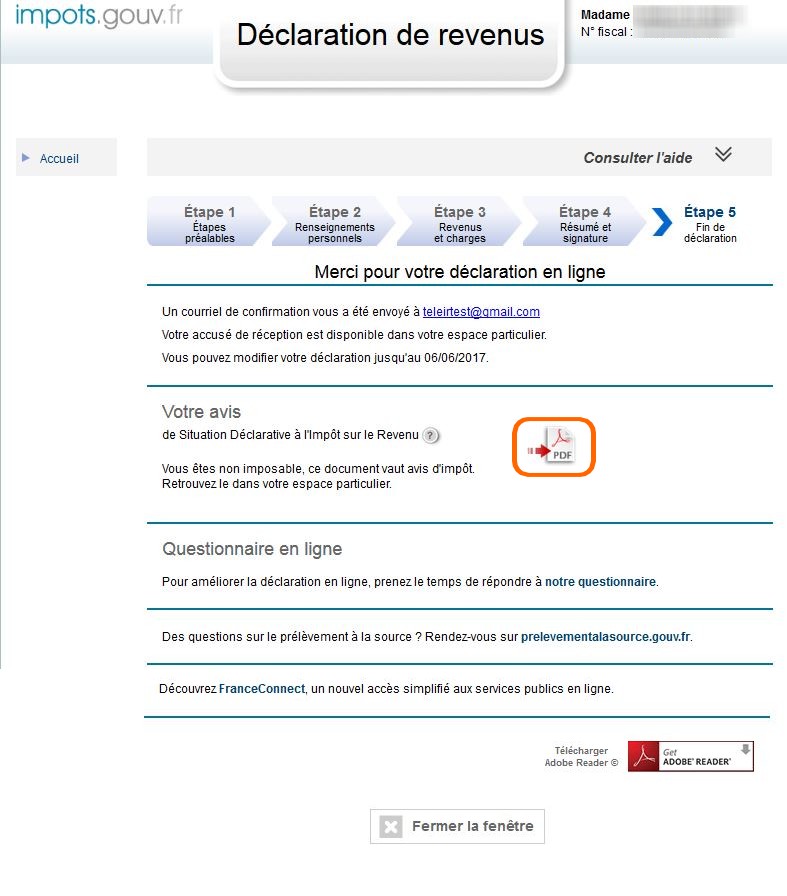 impots.gouv.fr
Déclaration de revenus
Madame
N° fiscal :
Accueil
Consulter l'aide
Étape 1
Étapes
préalables
Étape 2
Renseignements
personnels
Étape 3
Revenus
et charges
Étape 4
Résumé et
signature
Étape 5
Fin de
déclaration
Merci pour votre déclaration en ligne
Un courriel de confirmation vous a été envoyé à teleirtest@gmail.com
Votre accusé de réception est disponible dans votre espace particulier.
Vous pouvez modifier votre déclaration jusqu'au 06/06/2017.
Votre avis
de Situation Déclarative à l'Impôt sur le Revenu ?
PDF
Vous êtes non imposable, ce document vaut avis d'impôt.
Retrouvez le dans votre espace particulier.
Questionnaire en ligne
Pour améliorer la déclaration en ligne, prenez le temps de répondre à notre questionnaire.
Des questions sur le prélèvement à la source ? Rendez-vous sur prelevementalasource.gouv.fr.
Découvrez FranceConnect, un nouvel accès simplifié aux services publics en ligne.
Télécharger
Adobe Reader ©
Get
ADOBE® READER®
Fermer la fenêtre